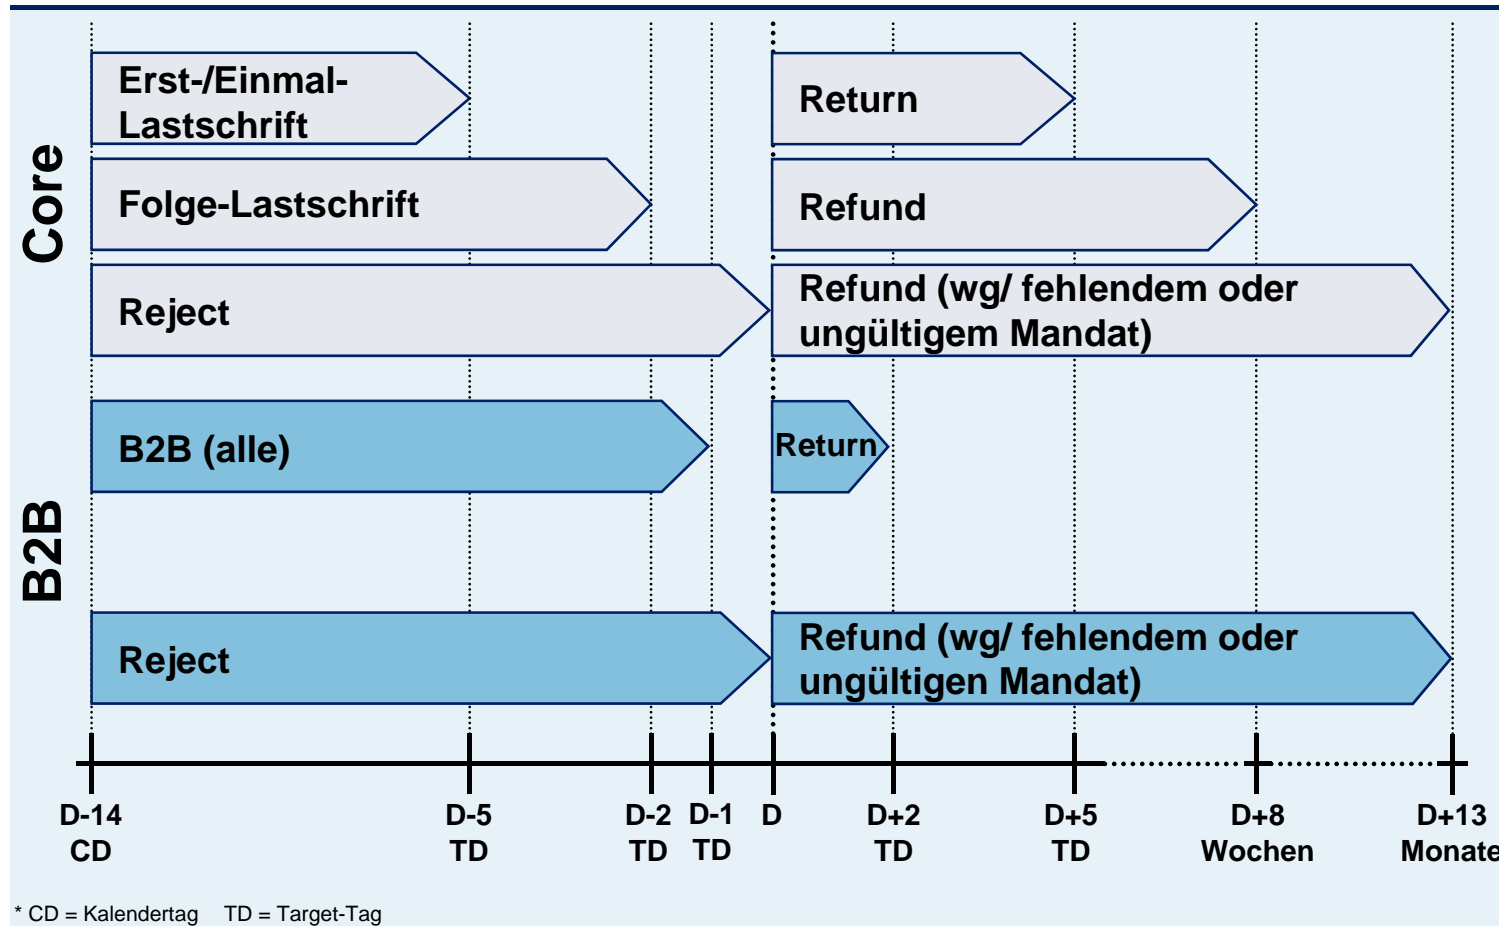 Core
Erst-/Einmal-
Lastschrift
Return
Folge-Lastschrift
Refund
Reject
Refund (wg/ fehlendem oder
ungültigem Mandat)
B2B
B2B (alle)
Return
Reject
Refund (wg/ fehlendem oder
ungültigen Mandat)
D-14
CD
D-5
TD
D-2
TD
D-1
TD
D
D+2
TD
D+5
TD
D+8
Wochen
D+13
Monate
* CD = Kalendertag TD = Target-Tag